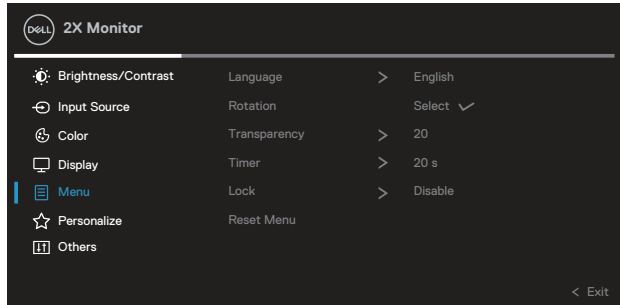 DELL 2X Monitor
Brightness/Contrast Language > English
Input Source Rotation Select ✓
Color Transparency > 20
Display Timer > 20 s
Menu Lock > Disable
Personalize Reset Menu
Others
< Exit